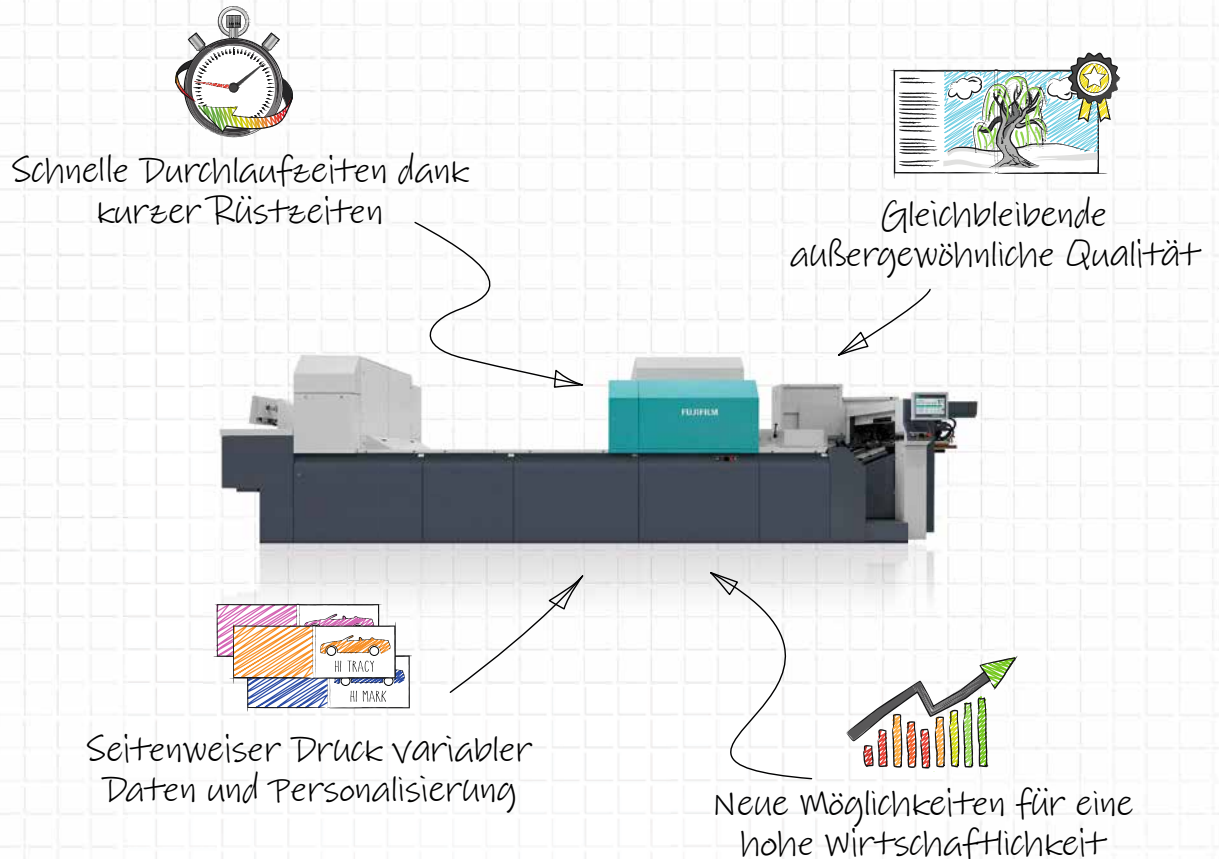 Schnelle Durchlaufzeiten dank
kurzer Rüstzeiten
Gleichbleibende
außergewöhnliche Qualität
FUJIFILM
HI TRACY
HI MARK
Seitenweiser Druck variabler
Daten und Personalisierung
Neue Möglichkeiten für eine
hohe Wirtschaftlichkeit